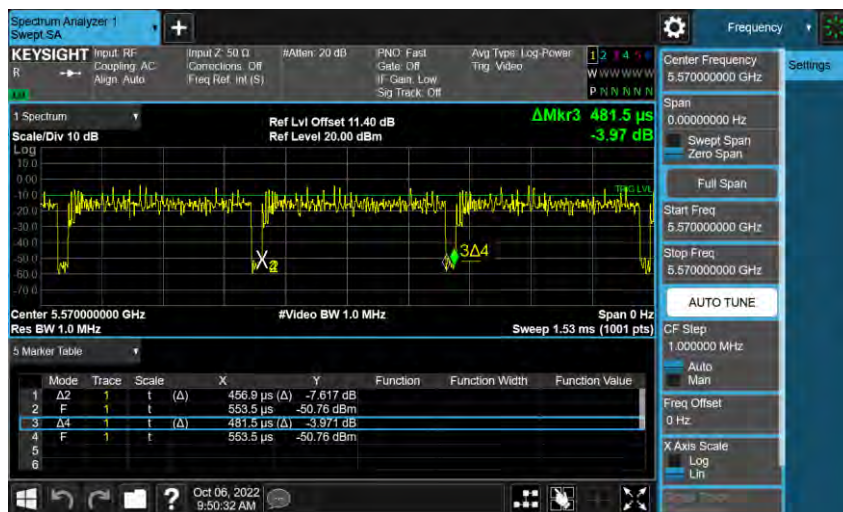 Spectrum Analyzer 1
Swept SA
+
Frequency
KEYSIGHT
R
Input: RF
Coupling: AC
Align: Auto
Input Z: 50 Ω
Corrections: Off
Freq Ref: Int (S)
#Atten: 20 dB
PNO: Fast
Gate: Off
IF Gain: Low
Sig Track: Off
Avg Type: Log-Power
Trig: Video
1 2 3 4 5 6
W W W W W W
P N N N N N
1 Spectrum
Scale/Div 10 dB
Ref Lvl Offset 11.40 dB
Ref Level 20.00 dBm
ΔMkr3 481.5 µs
-3.97 dB
Log
10.0
0.00
-10.0
-20.0
-30.0
-40.0
-50.0
-60.0
-70.0
TRIG LVL
X2
3Δ4
Center 5.570000000 GHz
#Video BW 1.0 MHz
Span 0 Hz
Res BW 1.0 MHz
Sweep 1.53 ms (1001 pts)
5 Marker Table
Mode Trace Scale X Y Function Function Width Function Value
1 Δ2 1 t (Δ) 456.9 µs (Δ) -7.617 dB
2 F 1 t 553.5 µs -50.76 dBm
3 Δ4 1 t (Δ) 481.5 µs (Δ) -3.971 dB
4 F 1 t 553.5 µs -50.76 dBm
5
6
Center Frequency
5.570000000 GHz
Settings
Span
0.00000000 Hz
Swept Span
Zero Span
Full Span
Start Freq
5.570000000 GHz
Stop Freq
5.570000000 GHz
AUTO TUNE
CF Step
1.000000 MHz
Auto
Man
Freq Offset
0 Hz
X Axis Scale
Log
Lin
?
Oct 06, 2022
9:50:32 AM